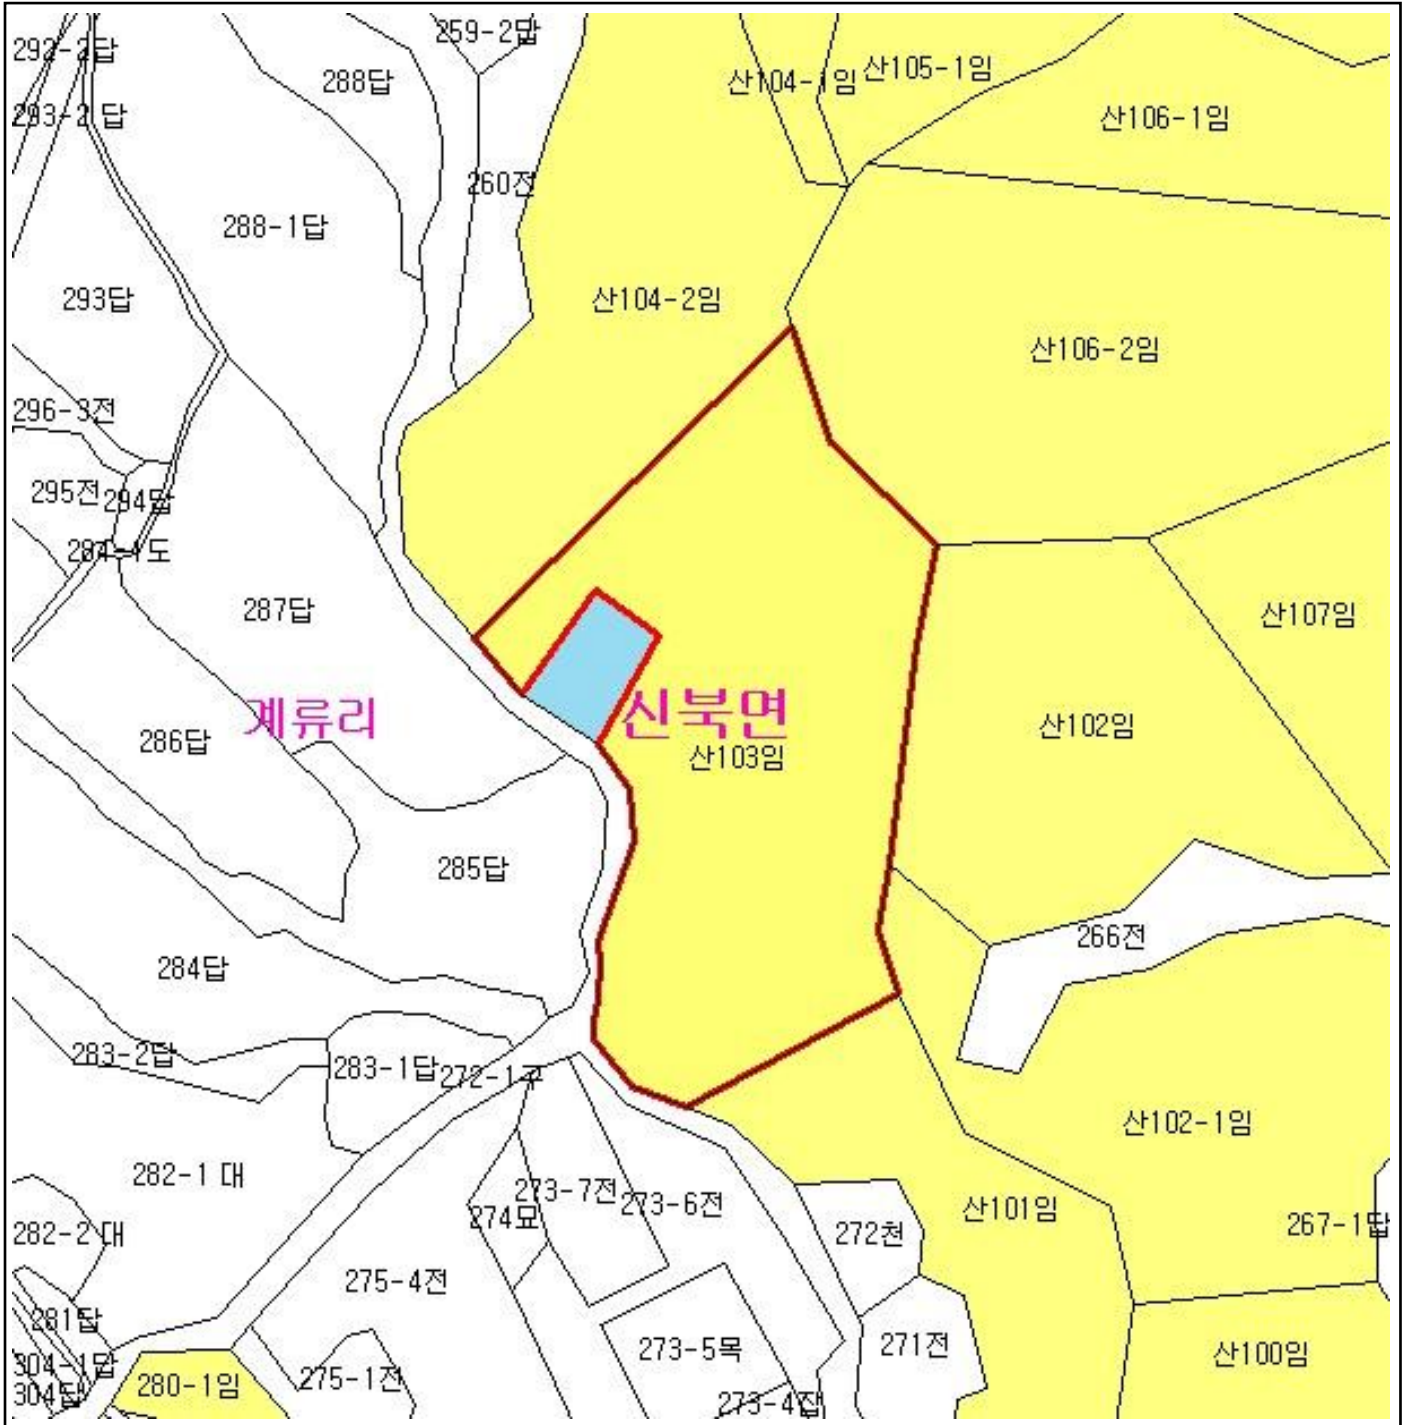 292-2답
259-2답
288답
산104-1임
산105-1임
293-2답
산106-1임
260전
288-1답
293답
산104-2임
산106-2임
296-3전
295전
294답
284-1도
287답
산107임
계류리
신북면
286답
산102임
산103임
285답
266전
284답
283-2답
283-1답
272-1구
산102-1임
282-1 대
273-7전
273-6전
274묘
산101임
282-2 대
272천
267-1답
275-4전
281답
271전
273-5목
산100임
304-1답
304답
280-1임
275-1전
273-4잡